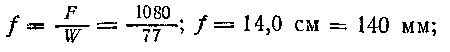 f = F/W = 1080/77; f = 14,0 см = 140 мм;